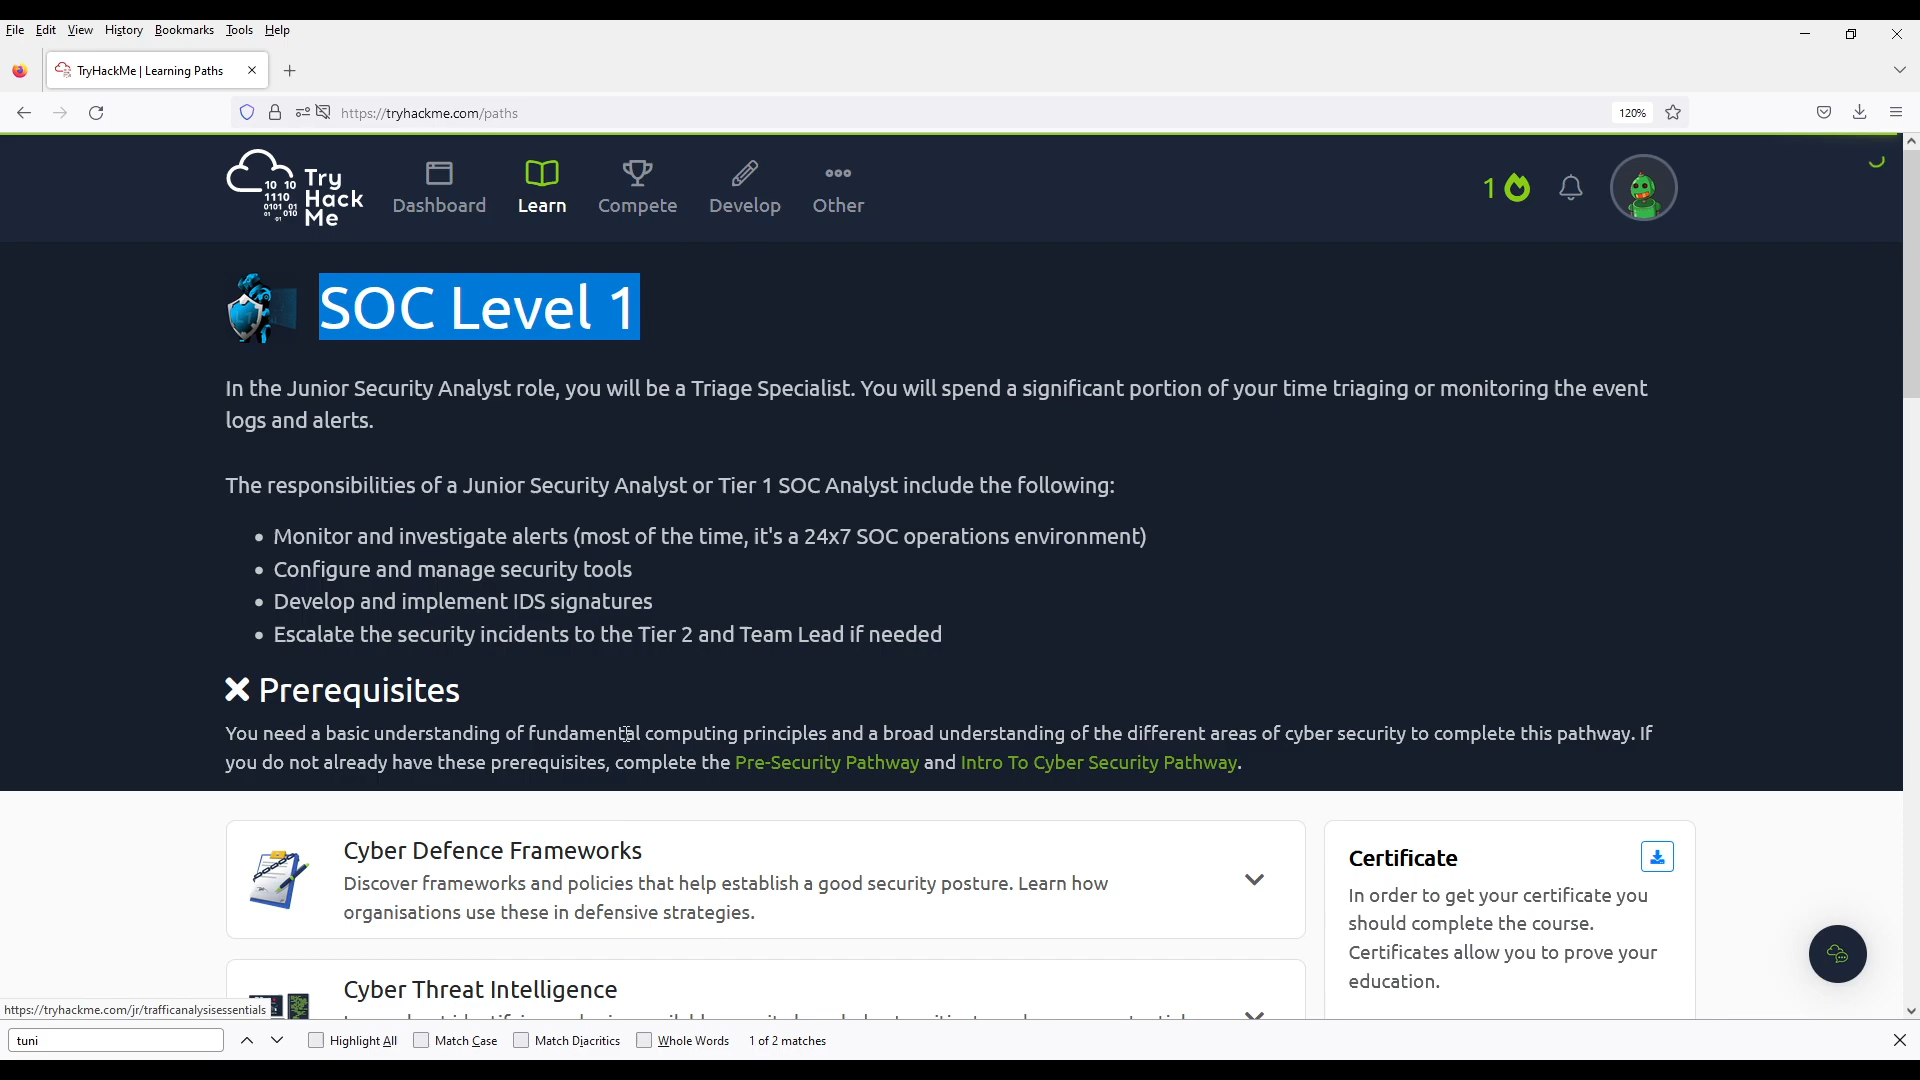 File Edit View History Bookmarks Tools Help
TryHackMe | Learning Paths
https://tryhackme.com/paths
120%
10 10
1110
0101 01
01 010
Try
Hack
Me
Dashboard
Learn
Compete
Develop
Other
1
SOC Level 1
In the Junior Security Analyst role, you will be a Triage Specialist. You will spend a significant portion of your time triaging or monitoring the event
logs and alerts.
The responsibilities of a Junior Security Analyst or Tier 1 SOC Analyst include the following:
• Monitor and investigate alerts (most of the time, it's a 24x7 SOC operations environment)
• Configure and manage security tools
• Develop and implement IDS signatures
• Escalate the security incidents to the Tier 2 and Team Lead if needed
Prerequisites
You need a basic understanding of fundamental computing principles and a broad understanding of the different areas of cyber security to complete this pathway. If
you do not already have these prerequisites, complete the Pre-Security Pathway and Intro To Cyber Security Pathway.
Cyber Defence Frameworks
Discover frameworks and policies that help establish a good security posture. Learn how
organisations use these in defensive strategies.
Certificate
In order to get your certificate you
should complete the course.
Certificates allow you to prove your
education.
Cyber Threat Intelligence
https://tryhackme.com/jr/trafficanalysisessentials
tuni
Highlight All
Match Case
Match Diacritics
Whole Words
1 of 2 matches